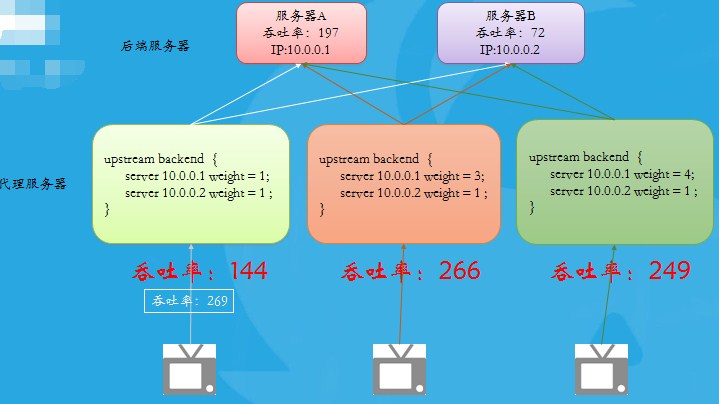 服务器A
吞吐率：197
IP:10.0.0.1
服务器B
吞吐率：72
IP:10.0.0.2
后端服务器
代理服务器
upstream backend {
server 10.0.0.1 weight = 1;
server 10.0.0.2 weight = 1 ;
}
upstream backend {
server 10.0.0.1 weight = 3;
server 10.0.0.2 weight = 1 ;
}
upstream backend {
server 10.0.0.1 weight = 4;
server 10.0.0.2 weight = 1 ;
}
吞吐率：144
吞吐率：266
吞吐率：249
吞吐率：269